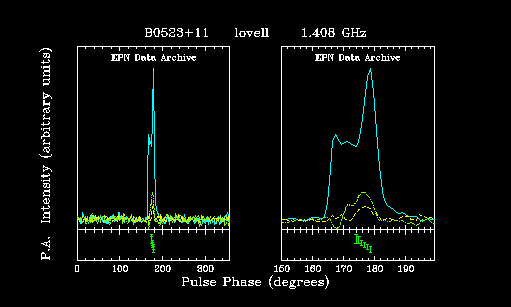 B0523+11 lovell 1.408 GHz
EPN Data Archive EPN Data Archive
P.A. Intensity (arbitrary units)
0 100 200 300 150 160 170 180 190
Pulse Phase (degrees)